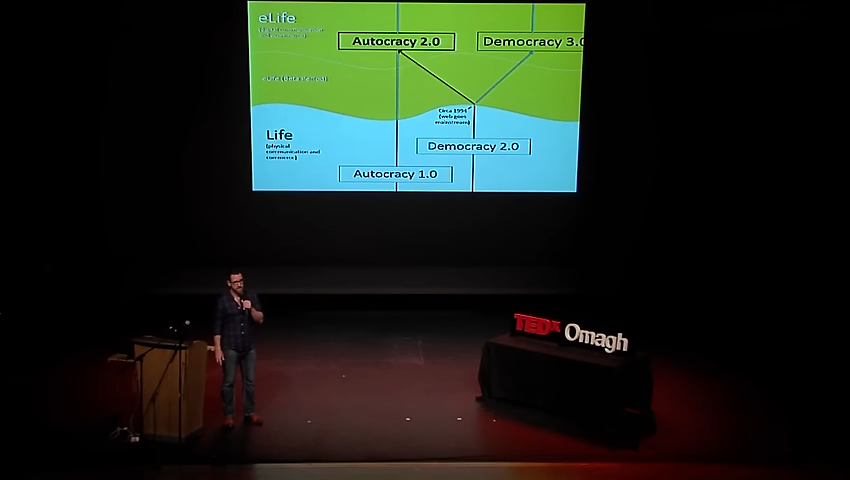 eLife
Autocracy 2.0
Democracy 3.0
Circa 1994
(web goes
mainstream)
Life
(physical
communication and
commerce)
Democracy 2.0
Autocracy 1.0
TEDx Omagh